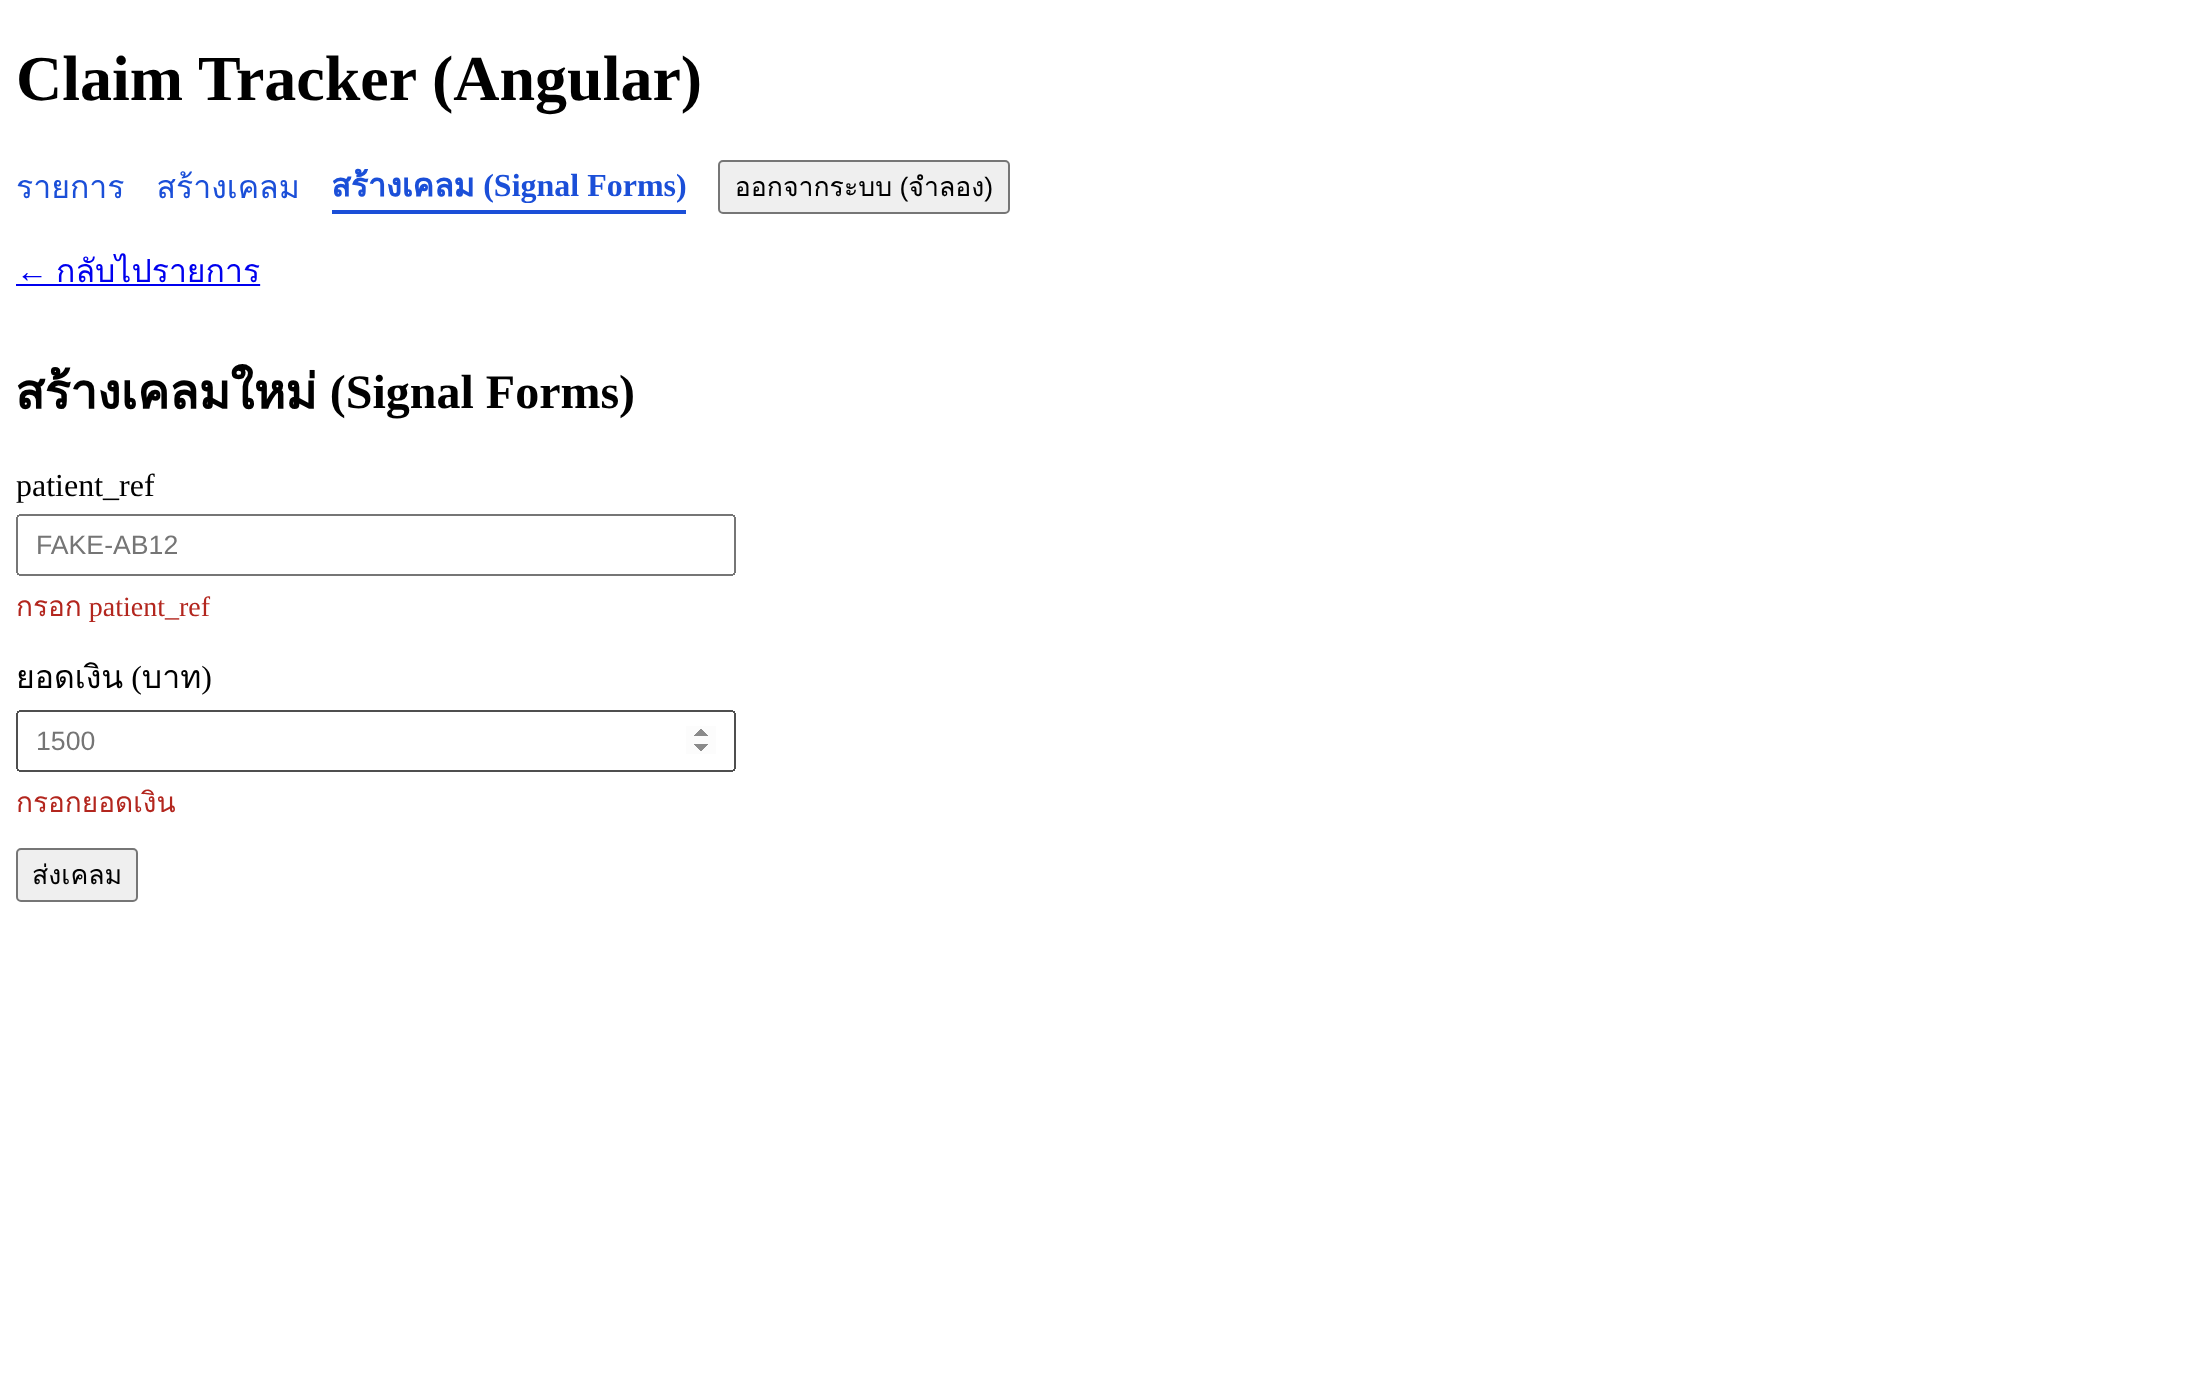 Claim Tracker (Angular)
รายการ สร้างเคลม สร้างเคลม (Signal Forms) ออกจากระบบ (จำลอง)
← กลับไปรายการ
สร้างเคลมใหม่ (Signal Forms)
patient_ref
FAKE-AB12
กรอก patient_ref
ยอดเงิน (บาท)
1500
กรอกยอดเงิน
ส่งเคลม